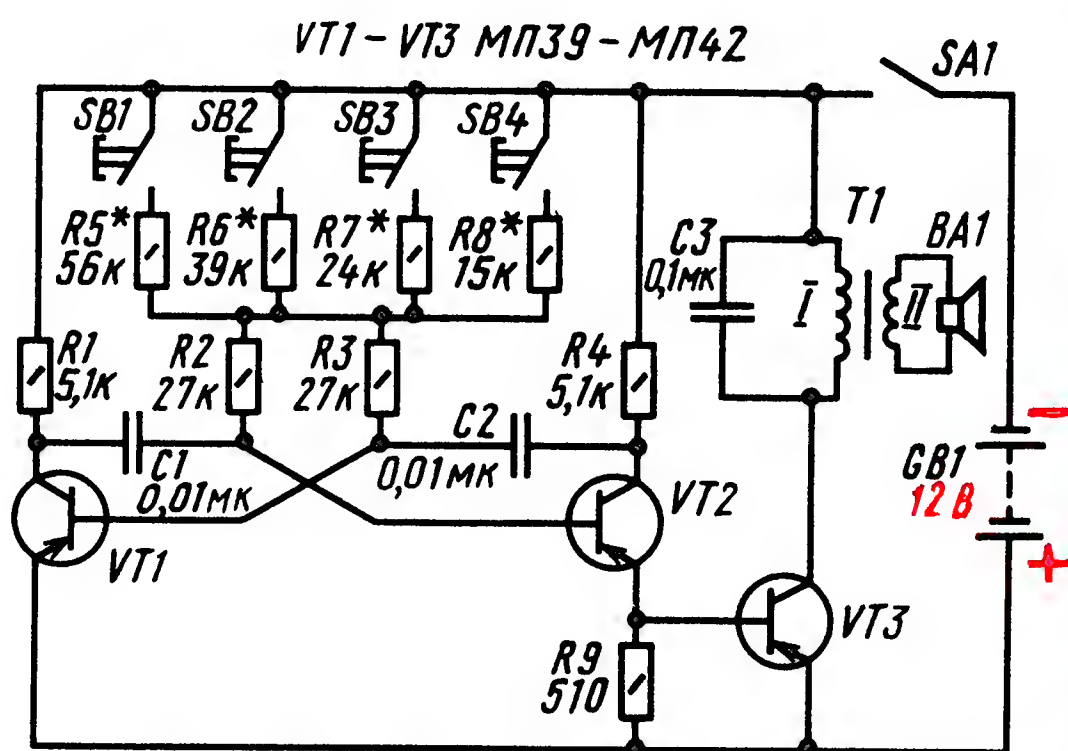 VT1 – VT3 МП39 – МП42
SA1
SB1
SB2
SB3
SB4
R5*
56к
R6*
39к
R7*
24к
R8*
15к
C3
0,1мк
T1
I
II
BA1
R1
5,1к
R2
27к
R3
27к
R4
5,1к
C1
0,01мк
C2
0,01мк
GB1
12 В
−
+
VT1
VT2
VT3
R9
510